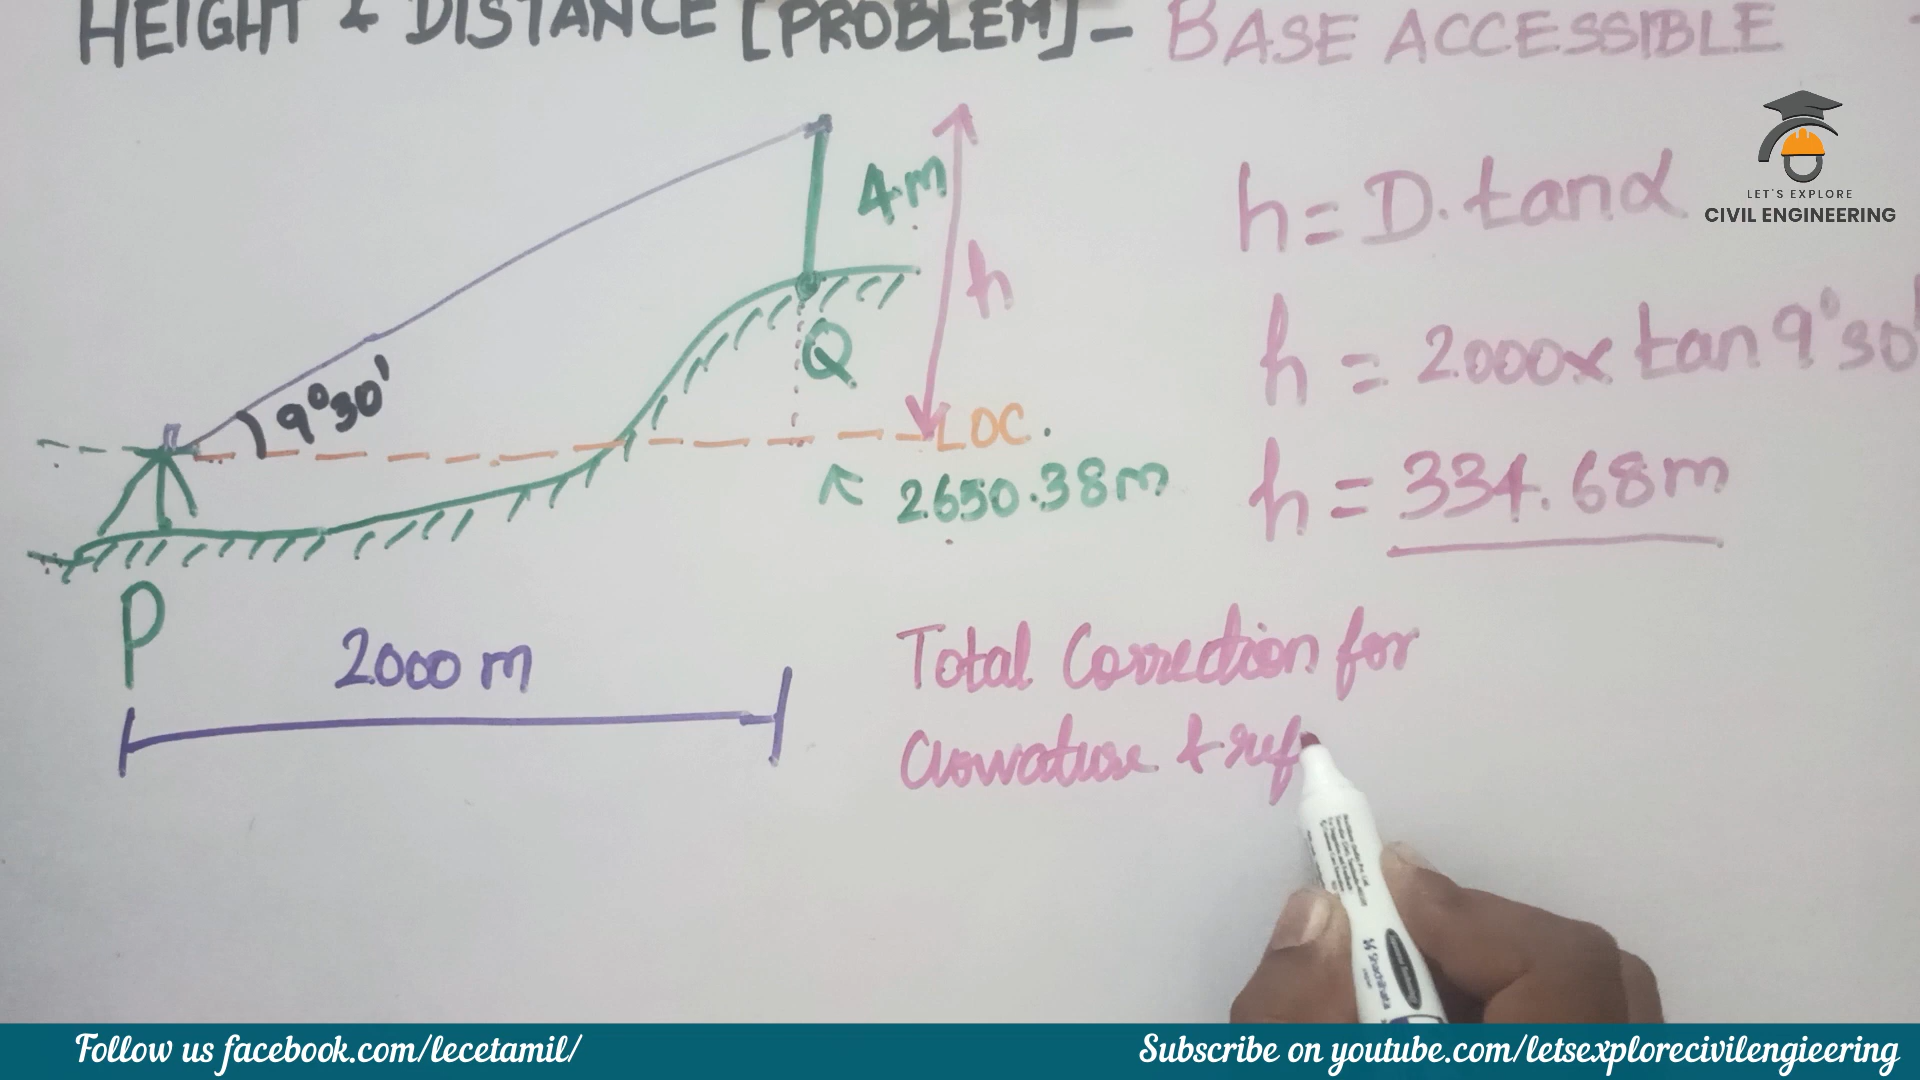 HEIGHT & DISTANCE [PROBLEM] - BASE ACCESSIBLE
LET'S EXPLORE
CIVIL ENGINEERING
4m
h
h = D. tanα
Q
9°30'
h = 2000x tan 9°30'
LOC.
2650.38m
h = 334.68m
P
2000 m
Total Correction for
Curvature & ref
Follow us facebook.com/lecetamil/
Subscribe on youtube.com/letsexplorecivilengieering